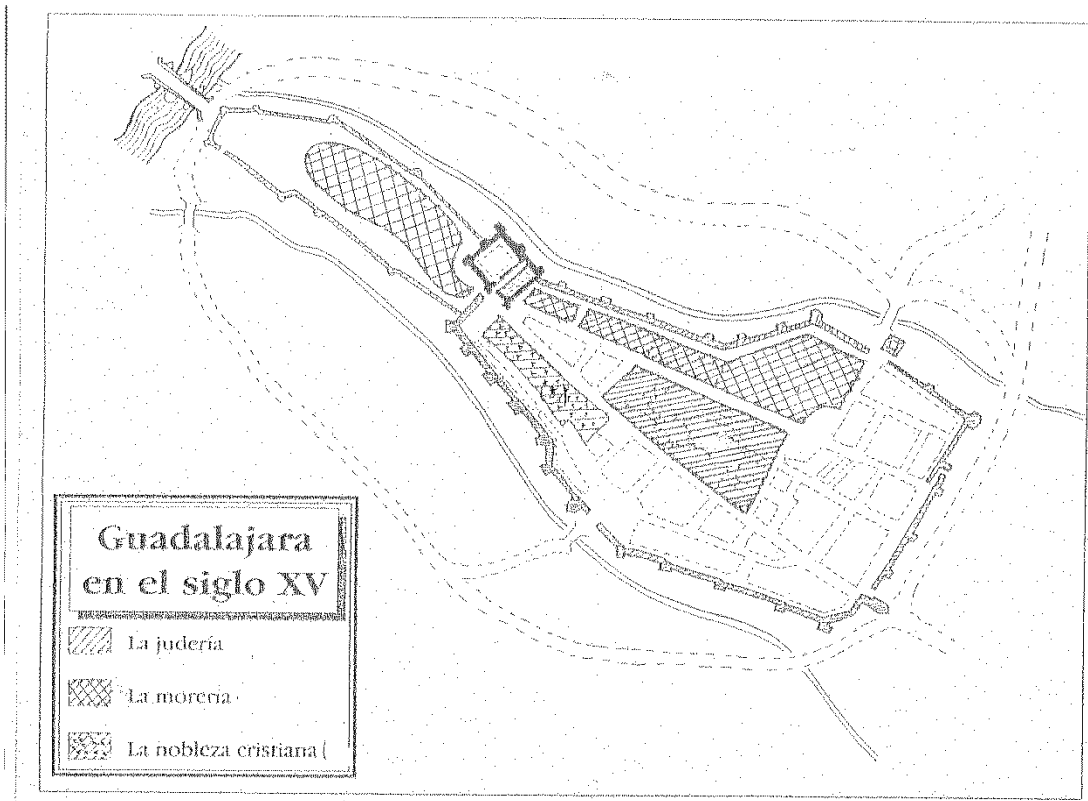 Guadalajara
en el siglo XV
La judería
La morería
La nobleza cristiana